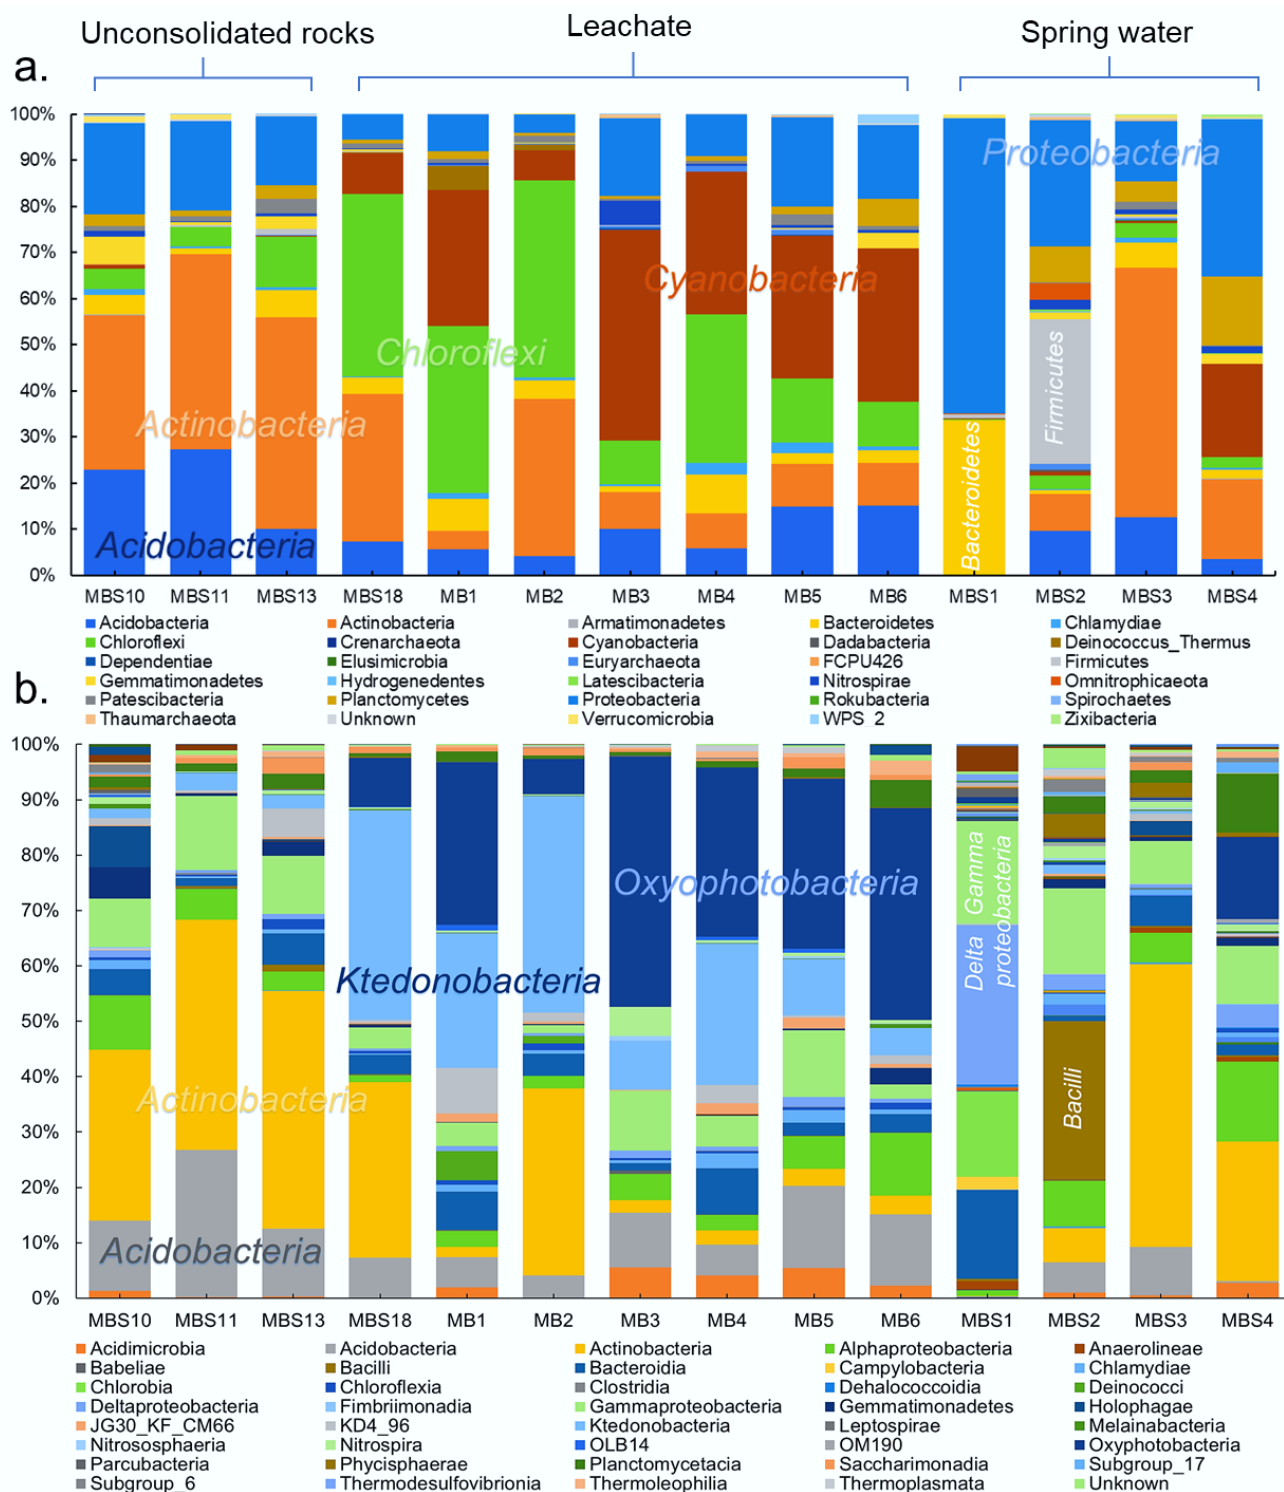 Unconsolidated rocks
Leachate
Spring water
a.
100%
90%
80%
70%
60%
50%
40%
30%
20%
10%
0%
Proteobacteria
Cyanobacteria
Chloroflexi
Actinobacteria
Acidobacteria
Bacteroidetes
Firmicutes
MBS10 MBS11 MBS13 MBS18 MB1 MB2 MB3 MB4 MB5 MB6 MBS1 MBS2 MBS3 MBS4
Acidobacteria Actinobacteria Armatimonadetes Bacteroidetes Chlamydiae
Chloroflexi Crenarchaeota Cyanobacteria Dadabacteria Deinococcus_Thermus
Dependentiae Elusimicrobia Euryarchaeota FCPU426 Firmicutes
Gemmatimonadetes Hydrogenedentes Latescibacteria Nitrospirae Omnitrophicaeota
Patescibacteria Planctomycetes Proteobacteria Rokubacteria Spirochaetes
Thaumarchaeota Unknown Verrucomicrobia WPS_2 Zixibacteria
b.
100%
90%
80%
70%
60%
50%
40%
30%
20%
10%
0%
Oxyophotobacteria
Ktedonobacteria
Actinobacteria
Acidobacteria
Gamma
Delta
proteobacteria
Bacilli
MBS10 MBS11 MBS13 MBS18 MB1 MB2 MB3 MB4 MB5 MB6 MBS1 MBS2 MBS3 MBS4
Acidimicrobia Acidobacteria Actinobacteria Alphaproteobacteria Anaerolineae
Babeliae Bacilli Bacteroidia Campylobacteria Chlamydiae
Chlorobia Chloroflexia Clostridia Dehalococcoidia Deinococci
Deltaproteobacteria Fimbriimonadia Gammaproteobacteria Gemmatimonadetes Holophagae
JG30_KF_CM66 KD4_96 Ktedonobacteria Leptospirae Melainabacteria
Nitrososphaeria Nitrospira OLB14 OM190 Oxyphotobacteria
Parcubacteria Phycisphaerae Planctomycetacia Saccharimonadia Subgroup_17
Subgroup_6 Thermodesulfovibrionia Thermoleophilia Thermoplasmata Unknown